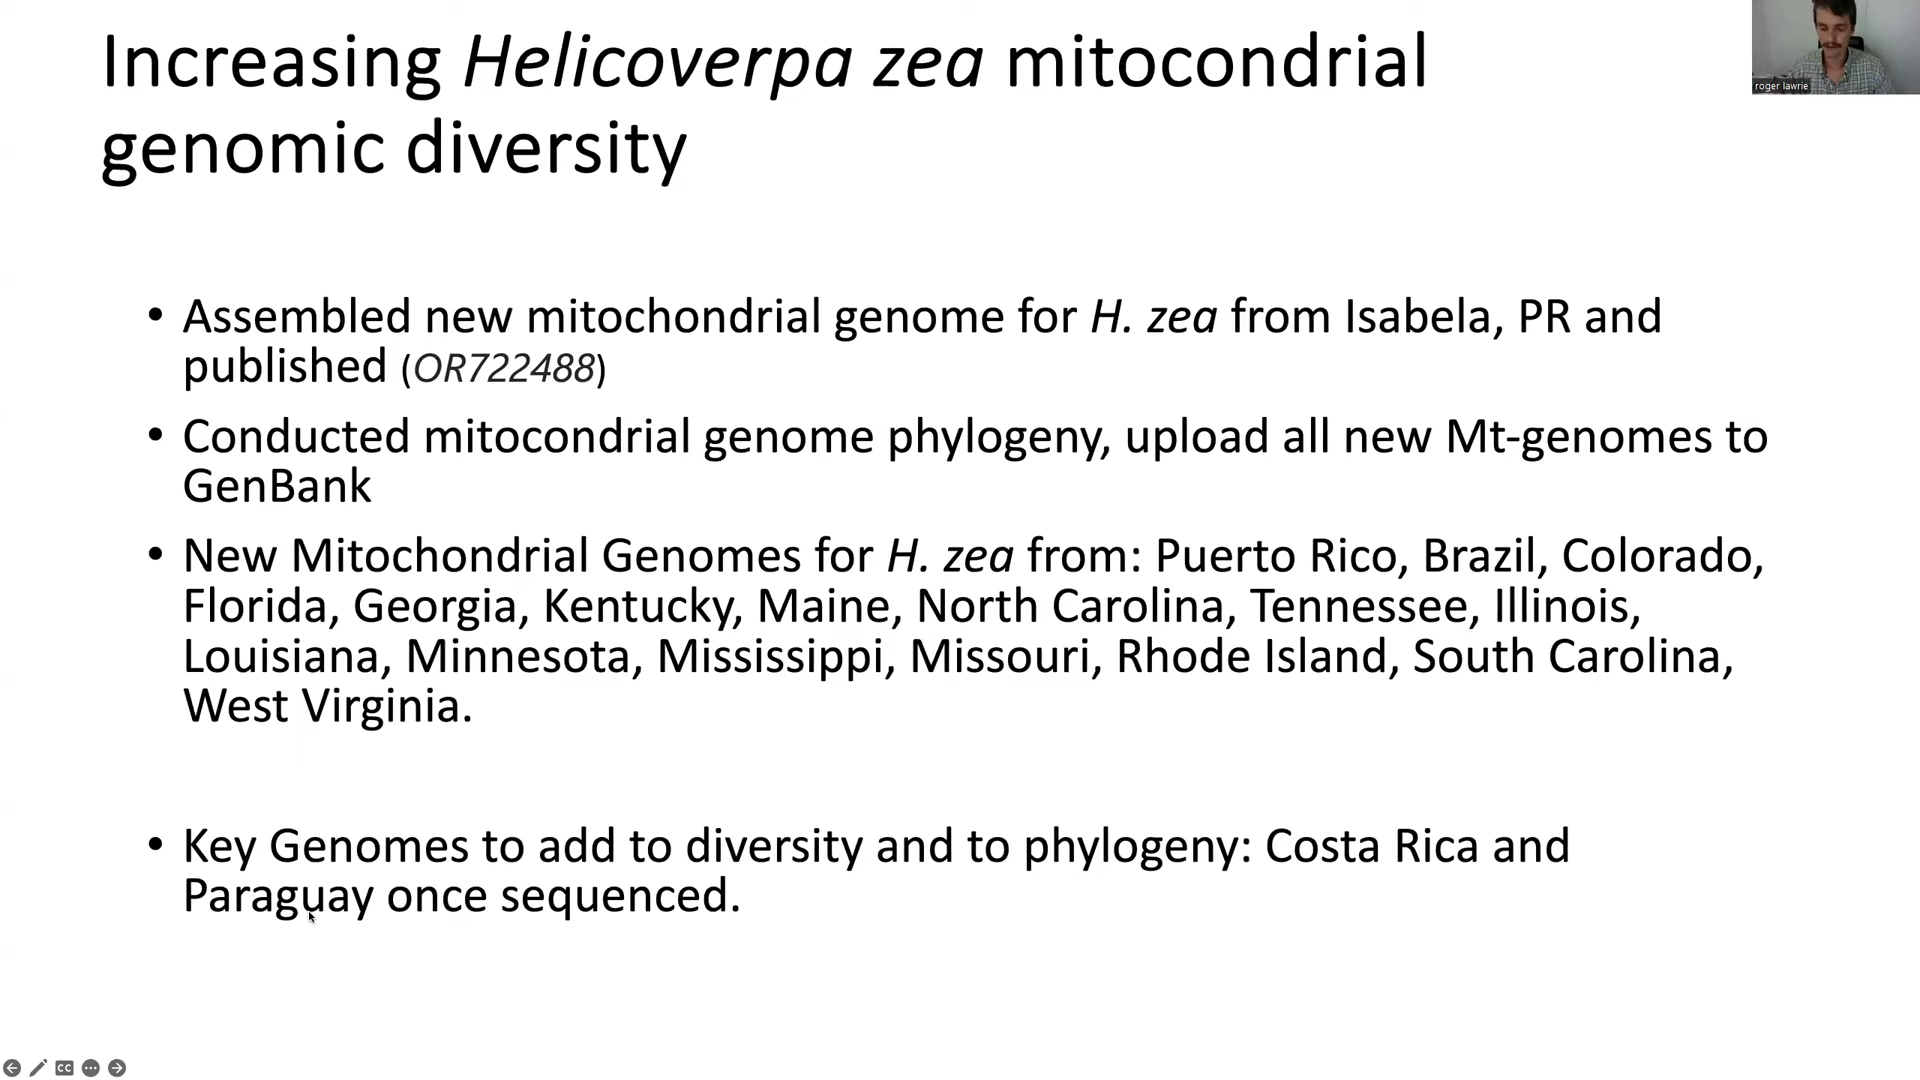 Increasing Helicoverpa zea mitocondrial
genomic diversity
roger lawrie
• Assembled new mitochondrial genome for H. zea from Isabela, PR and
published (OR722488)
• Conducted mitocondrial genome phylogeny, upload all new Mt-genomes to
GenBank
• New Mitochondrial Genomes for H. zea from: Puerto Rico, Brazil, Colorado,
Florida, Georgia, Kentucky, Maine, North Carolina, Tennessee, Illinois,
Louisiana, Minnesota, Mississippi, Missouri, Rhode Island, South Carolina,
West Virginia.
• Key Genomes to add to diversity and to phylogeny: Costa Rica and
Paraguay once sequenced.
CC